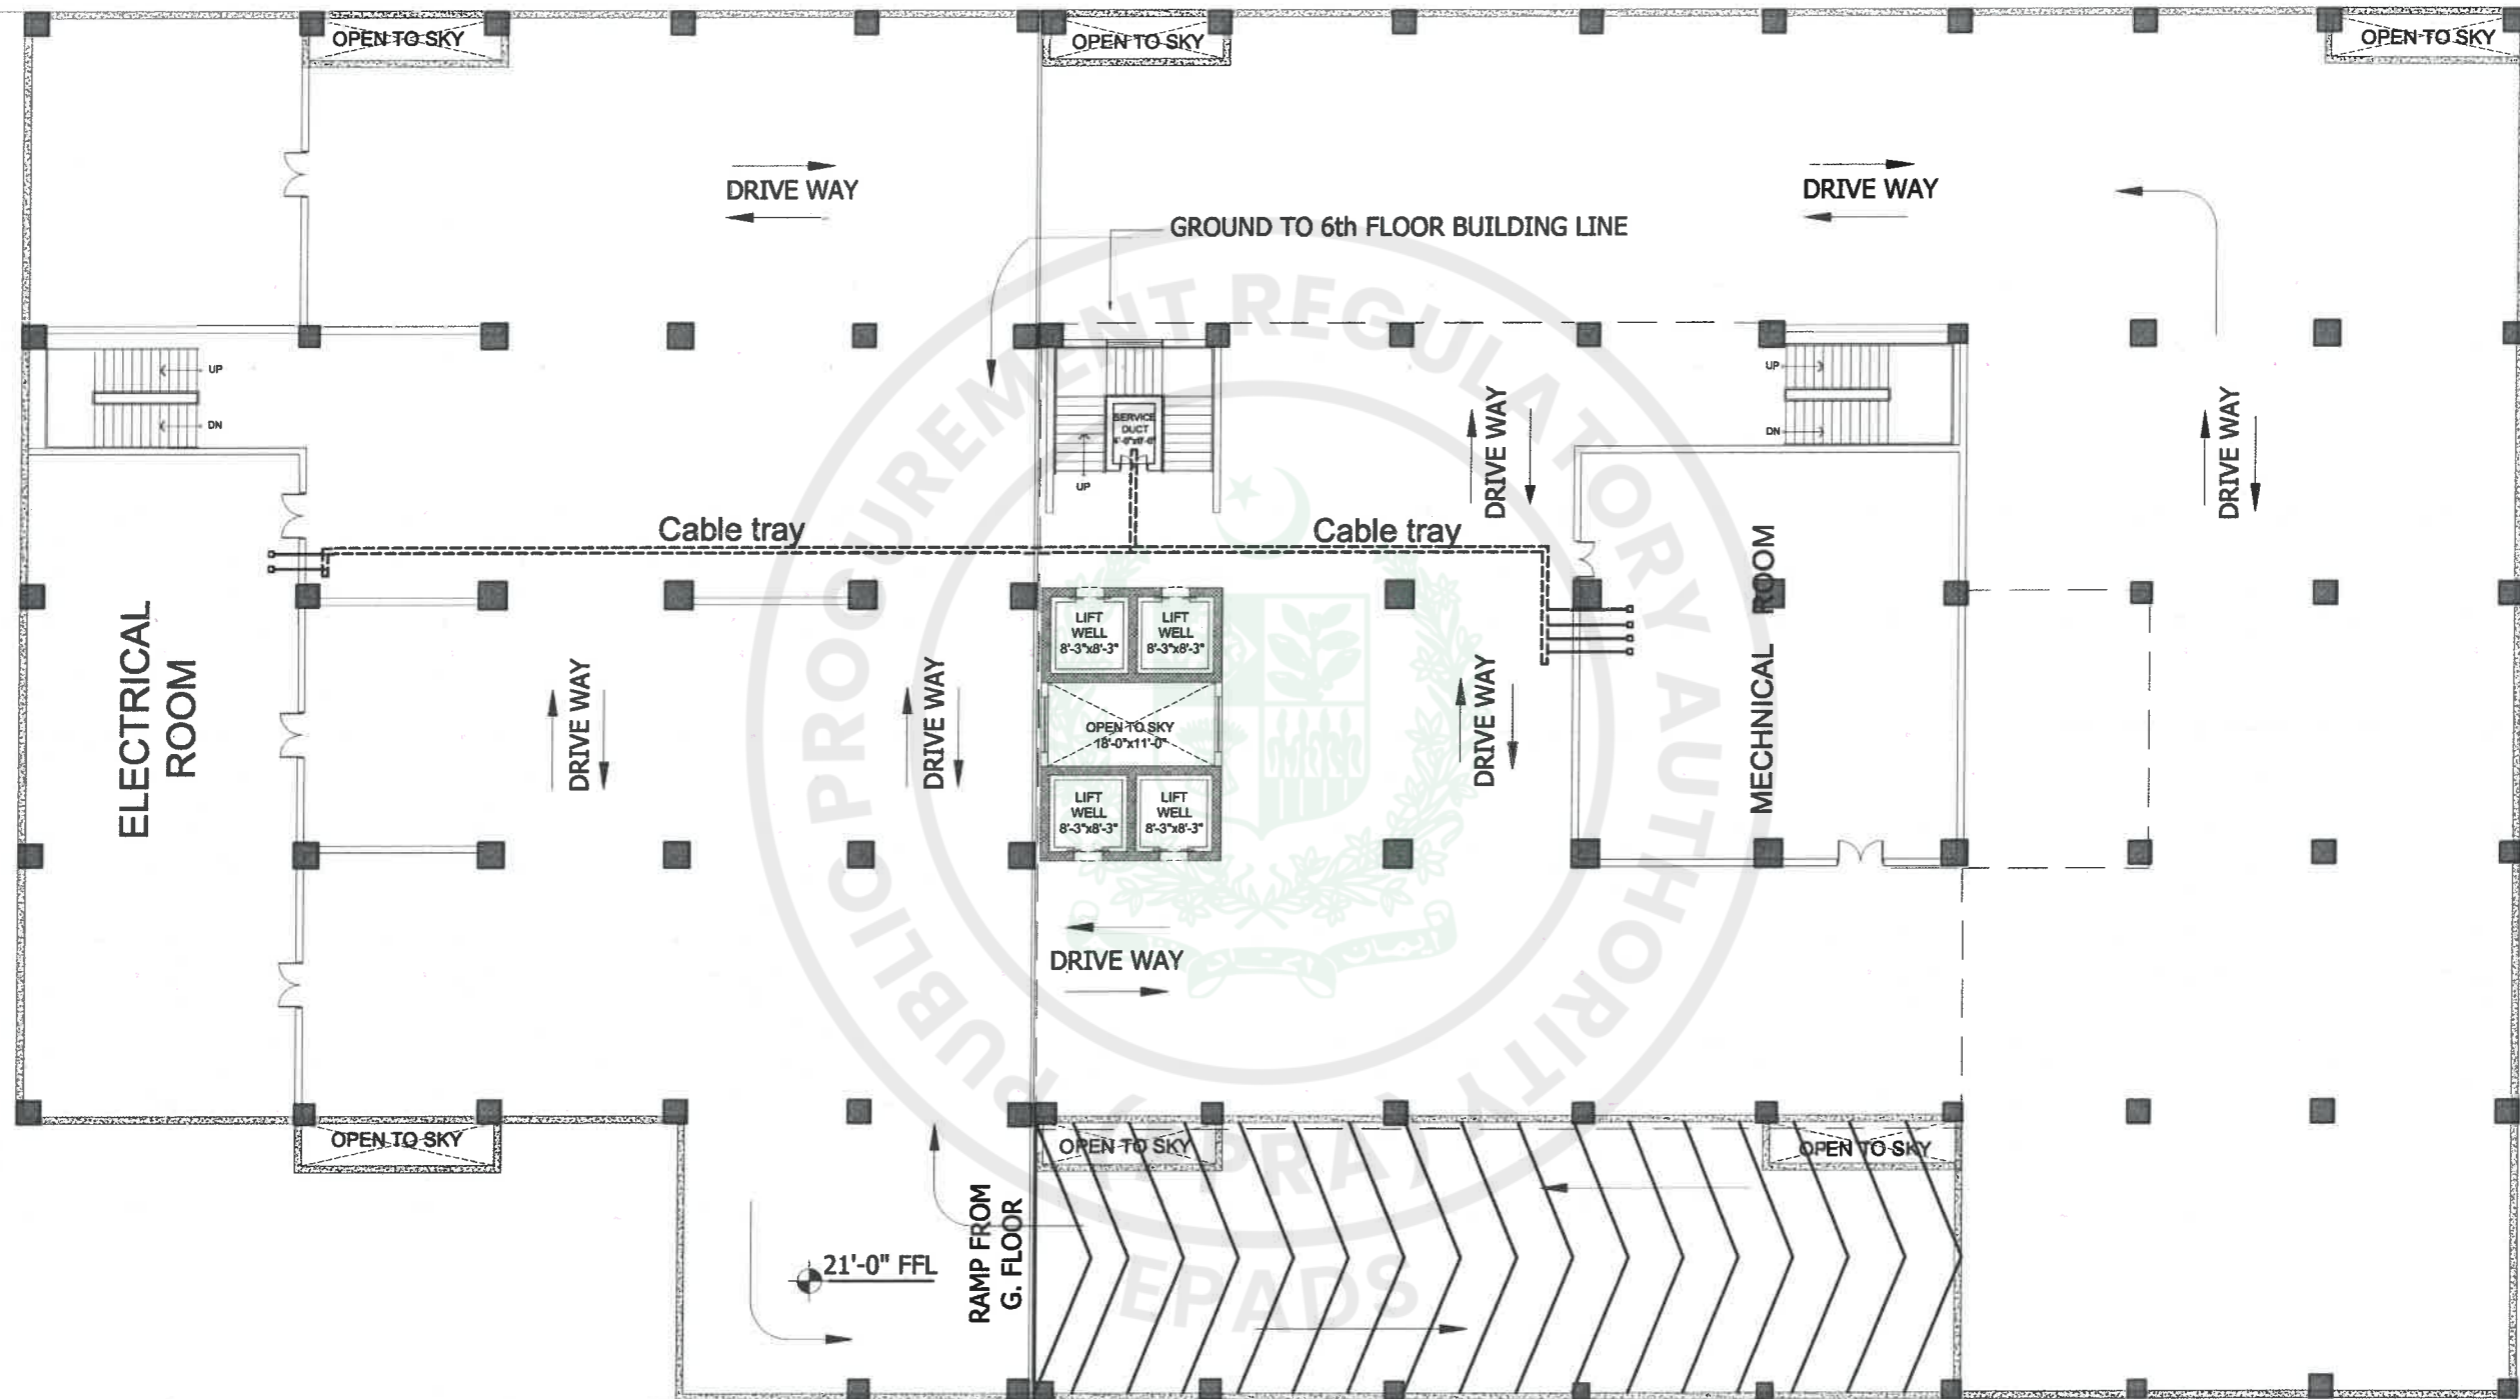 OPEN TO SKY
OPEN TO SKY
OPEN TO SKY
DRIVE WAY
DRIVE WAY
GROUND TO 6th FLOOR BUILDING LINE
UP
DN
SERVICE
DUCT
UP
UP
DN
DRIVE WAY
DRIVE WAY
Cable tray
Cable tray
ELECTRICAL
ROOM
MECHNICAL ROOM
LIFT
WELL
8'-3"x8'-3"
LIFT
WELL
8'-3"x8'-3"
DRIVE WAY
DRIVE WAY
OPEN TO SKY
18'-0"x11'-0"
DRIVE WAY
LIFT
WELL
8'-3"x8'-3"
LIFT
WELL
8'-3"x8'-3"
DRIVE WAY
OPEN TO SKY
OPEN TO SKY
OPEN TO SKY
RAMP FROM
G. FLOOR
21'-0" FFL
PUBLIC PROCUREMENT REGULATORY AUTHORITY
(PPRA)
EPADS